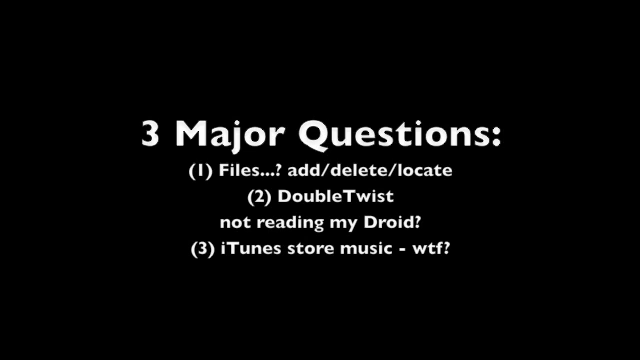 3 Major Questions:
(1) Files...? add/delete/locate
(2) DoubleTwist
not reading my Droid?
(3) iTunes store music - wtf?